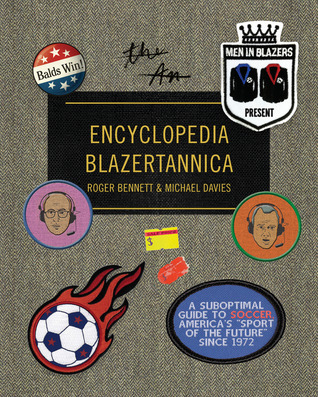 Balds Win!
the
An
MEN IN BLAZERS
PRESENT
ENCYCLOPEDIA
BLAZERTANNICA
ROGER BENNETT & MICHAEL DAVIES
$
A SUBOPTIMAL
GUIDE TO SOCCER
AMERICA'S "SPORT
OF THE FUTURE"
SINCE 1972